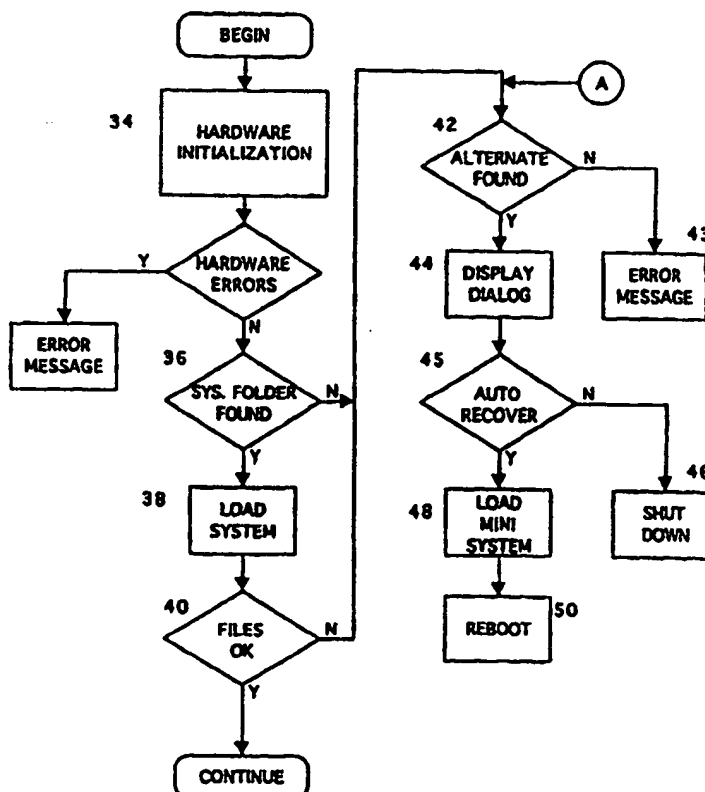 BEGIN
34
HARDWARE
INITIALIZATION
HARDWARE
ERRORS
Y
N
ERROR
MESSAGE
36
SYS. FOLDER
FOUND
N
Y
38
LOAD
SYSTEM
40
FILES
OK
N
Y
CONTINUE
A
42
ALTERNATE
FOUND
N
Y
43
ERROR
MESSAGE
44
DISPLAY
DIALOG
45
AUTO
RECOVER
N
Y
46
SHUT
DOWN
48
LOAD
MINI
SYSTEM
50
REBOOT